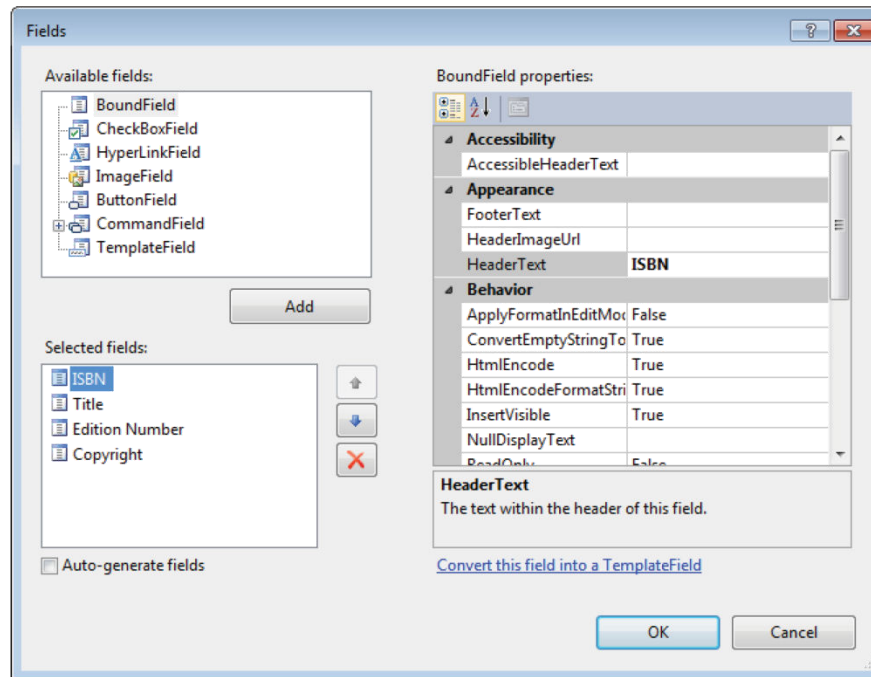 Fields
Available fields:
BoundField
CheckBoxField
HyperLinkField
ImageField
ButtonField
CommandField
TemplateField
Add
Selected fields:
ISBN
Title
Edition Number
Copyright
Auto-generate fields
BoundField properties:
Accessibility
AccessibleHeaderText
Appearance
FooterText
HeaderImageUrl
HeaderText ISBN
Behavior
ApplyFormatInEditMod False
ConvertEmptyStringTo True
HtmlEncode True
HtmlEncodeFormatStri True
InsertVisible True
NullDisplayText
ReadOnly False
HeaderText
The text within the header of this field.
Convert this field into a TemplateField
OK
Cancel